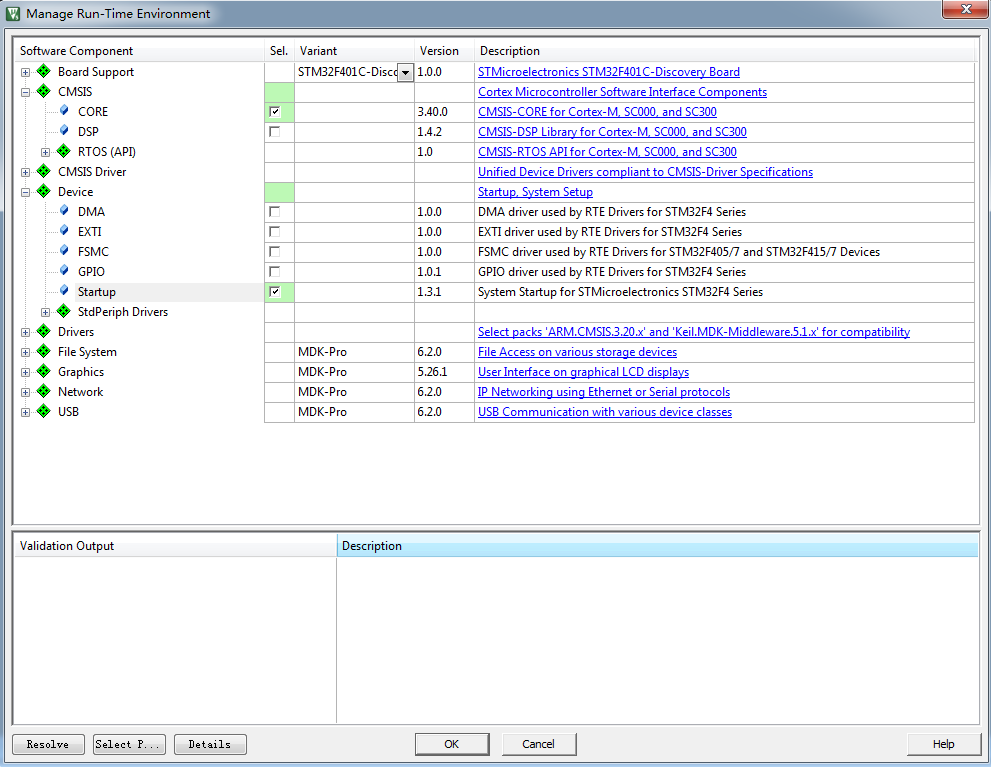 Manage Run-Time Environment
Software Component Sel. Variant Version Description
Board Support STM32F401C-Disco 1.0.0 STMicroelectronics STM32F401C-Discovery Board
CMSIS Cortex Microcontroller Software Interface Components
CORE 3.40.0 CMSIS-CORE for Cortex-M, SC000, and SC300
DSP 1.4.2 CMSIS-DSP Library for Cortex-M, SC000, and SC300
RTOS (API) 1.0 CMSIS-RTOS API for Cortex-M, SC000, and SC300
CMSIS Driver Unified Device Drivers compliant to CMSIS-Driver Specifications
Device Startup, System Setup
DMA 1.0.0 DMA driver used by RTE Drivers for STM32F4 Series
EXTI 1.0.0 EXTI driver used by RTE Drivers for STM32F4 Series
FSMC 1.0.0 FSMC driver used by RTE Drivers for STM32F405/7 and STM32F415/7 Devices
GPIO 1.0.1 GPIO driver used by RTE Drivers for STM32F4 Series
Startup 1.3.1 System Startup for STMicroelectronics STM32F4 Series
StdPeriph Drivers
Drivers Select packs 'ARM.CMSIS.3.20.x' and 'Keil.MDK-Middleware.5.1.x' for compatibility
File System MDK-Pro 6.2.0 File Access on various storage devices
Graphics MDK-Pro 5.26.1 User Interface on graphical LCD displays
Network MDK-Pro 6.2.0 IP Networking using Ethernet or Serial protocols
USB MDK-Pro 6.2.0 USB Communication with various device classes
Validation Output Description
Resolve Select P... Details OK Cancel Help